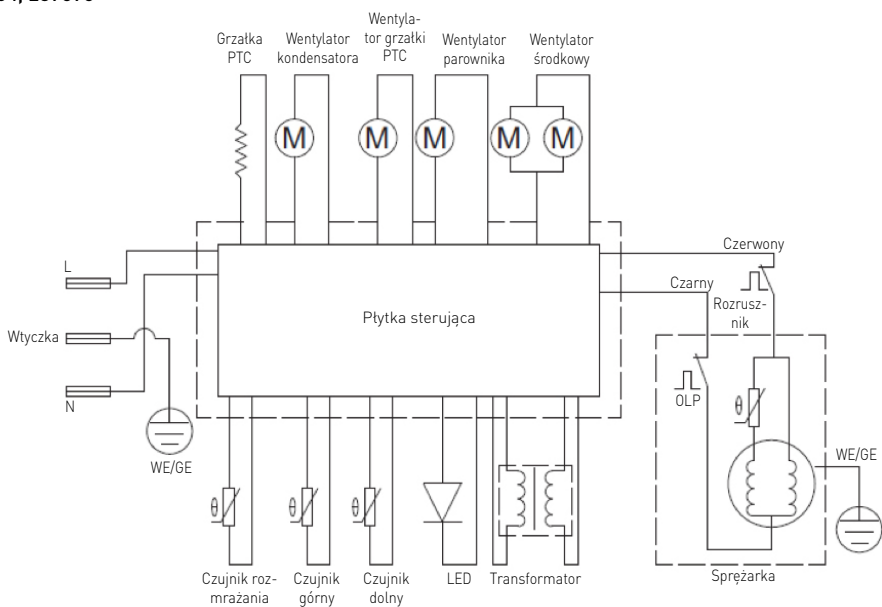 Grzałka
PTC
Wentylator
kondensatora
Wentyla-
tor grzałki
PTC
Wentylator
parownika
Wentylator
środkowy
M
M
M
M
M
L
Wtyczka
N
WE/GE
Płytka sterująca
Czerwony
Czarny
Rozrusz-
nik
OLP
θ
WE/GE
Sprężarka
θ
θ
θ
Czujnik roz-
mrażania
Czujnik
górny
Czujnik
dolny
LED
Transformator